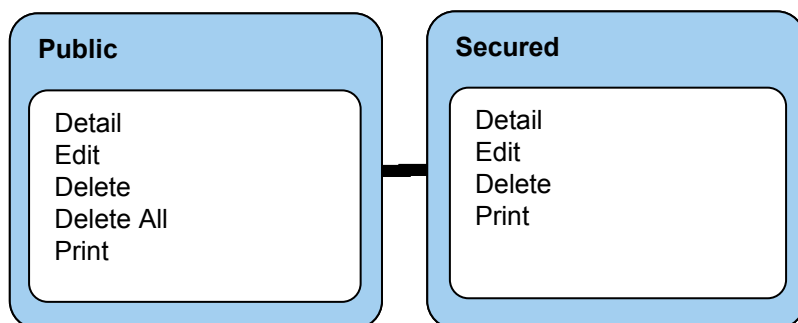 Public
Detail
Edit
Delete
Delete All
Print
Secured
Detail
Edit
Delete
Print